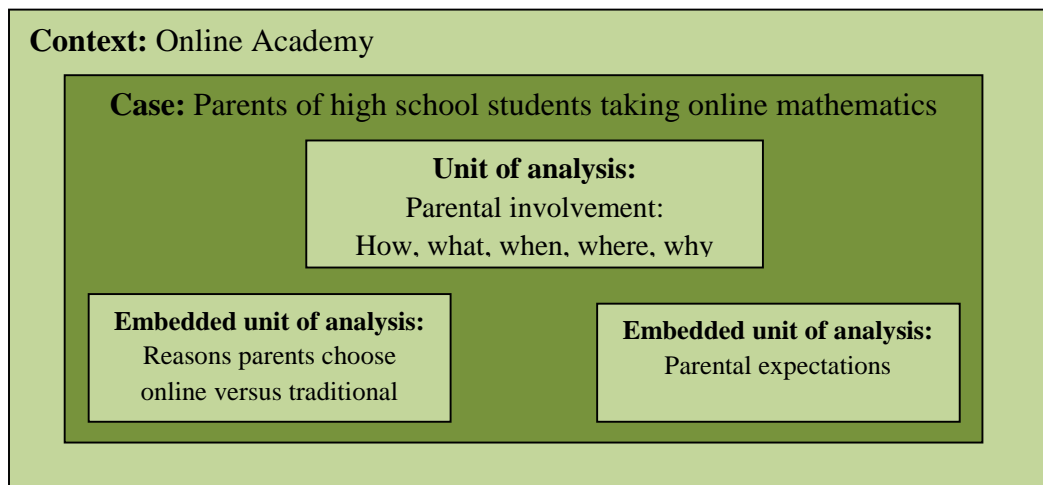 Context: Online Academy
Case: Parents of high school students taking online mathematics
Unit of analysis:
Parental involvement:
How, what, when, where, why
Embedded unit of analysis:
Reasons parents choose
online versus traditional
Embedded unit of analysis:
Parental expectations